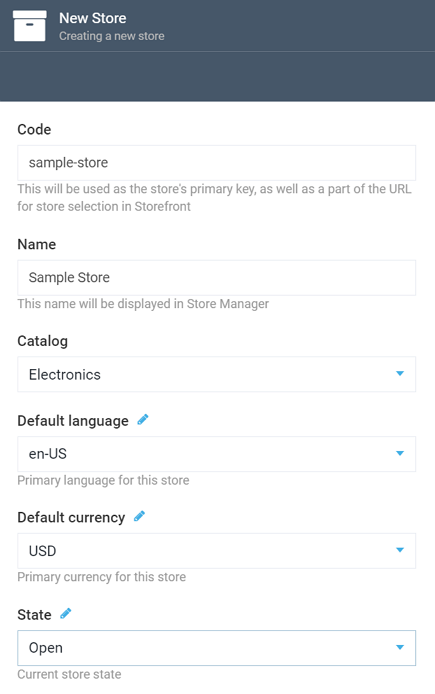 New Store
Creating a new store
Code
sample-store
This will be used as the store's primary key, as well as a part of the URL
for store selection in Storefront
Name
Sample Store
This name will be displayed in Store Manager
Catalog
Electronics
Default language
en-US
Primary language for this store
Default currency
USD
Primary currency for this store
State
Open
Current store state